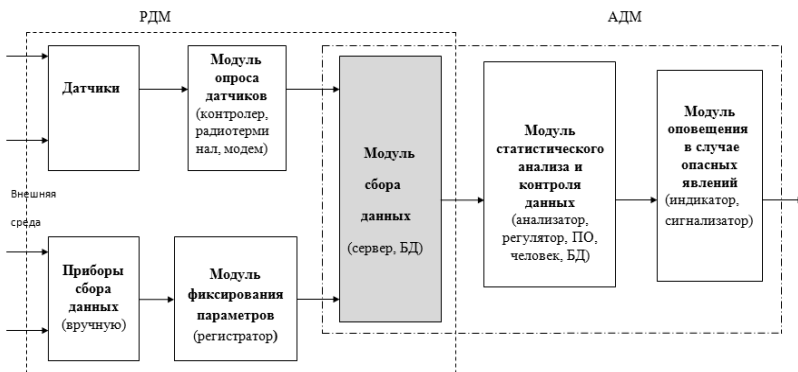 РДМ
АДМ
Датчики
Модуль
опроса
датчиков
(контролер,
радиотерми
нал, модем)
Модуль
сбора
данных
(сервер, БД)
Модуль
статистического
анализа и
контроля
данных
(анализатор,
регулятор, ПО,
человек, БД)
Модуль
оповещения
в случае
опасных
явлений
(индикатор,
сигнализатор)
Внешняя
среда
Приборы
сбора
данных
(вручную)
Модуль
фиксирования
параметров
(регистратор)